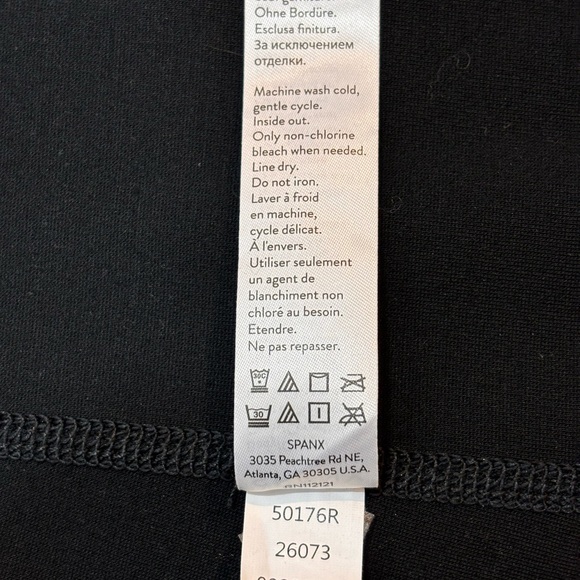 Ohne Bordüre.
Esclusa finitura.
За исключением
отделки.
Machine wash cold,
gentle cycle.
Inside out.
Only non-chlorine
bleach when needed.
Line dry.
Do not iron.
Laver à froid
en machine,
cycle délicat.
À l'envers.
Utiliser seulement
un agent de
blanchiment non
chloré au besoin.
Etendre.
Ne pas repasser.
30C
30
SPANX
3035 Peachtree Rd NE,
Atlanta, GA 30305 U.S.A.
50176R
26073